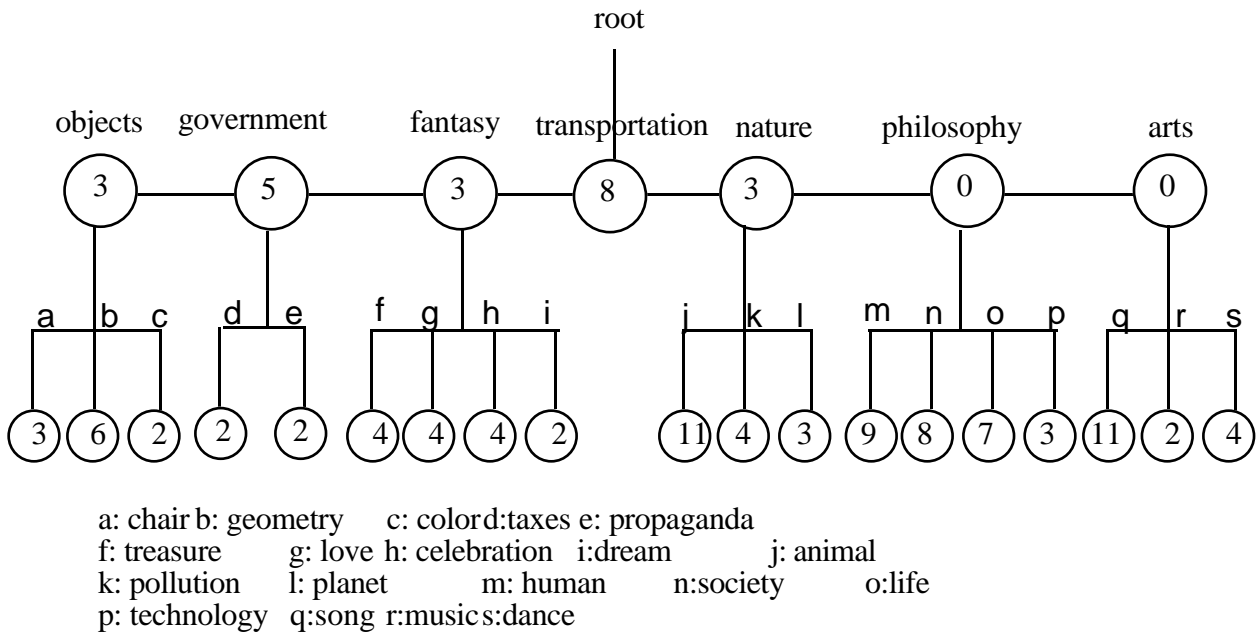 root
objects government fantasy transportation nature philosophy arts
3 5 3 8 3 0 0
a b c d e f g h i j k l m n o p q r s
3 6 2 2 2 4 4 4 2 11 4 3 9 8 7 3 11 2 4
a: chair b: geometry c: color d:taxes e: propaganda
f: treasure g: love h: celebration i:dream j: animal
k: pollution l: planet m: human n:society o:life
p: technology q:song r:music s:dance